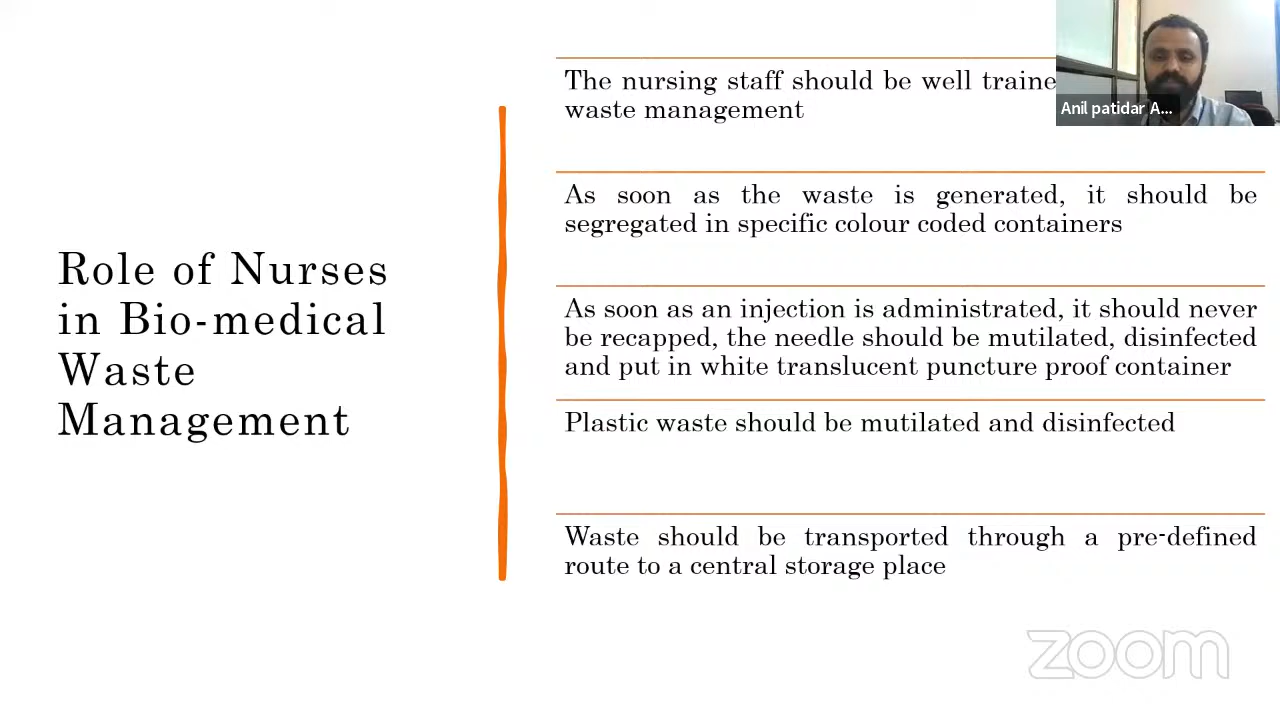 Role of Nurses
in Bio-medical
Waste
Management
The nursing staff should be well
waste management
As soon as the waste is generated, it should be
segregated in specific colour coded containers
As soon as an injection is administrated, it should never
be recapped, the needle should be mutilated, disinfected
and put in white translucent puncture proof container
Plastic waste should be mutilated and disinfected
Waste should be transported through a pre-defined
route to a central storage place
Anil patidar A...
zoom